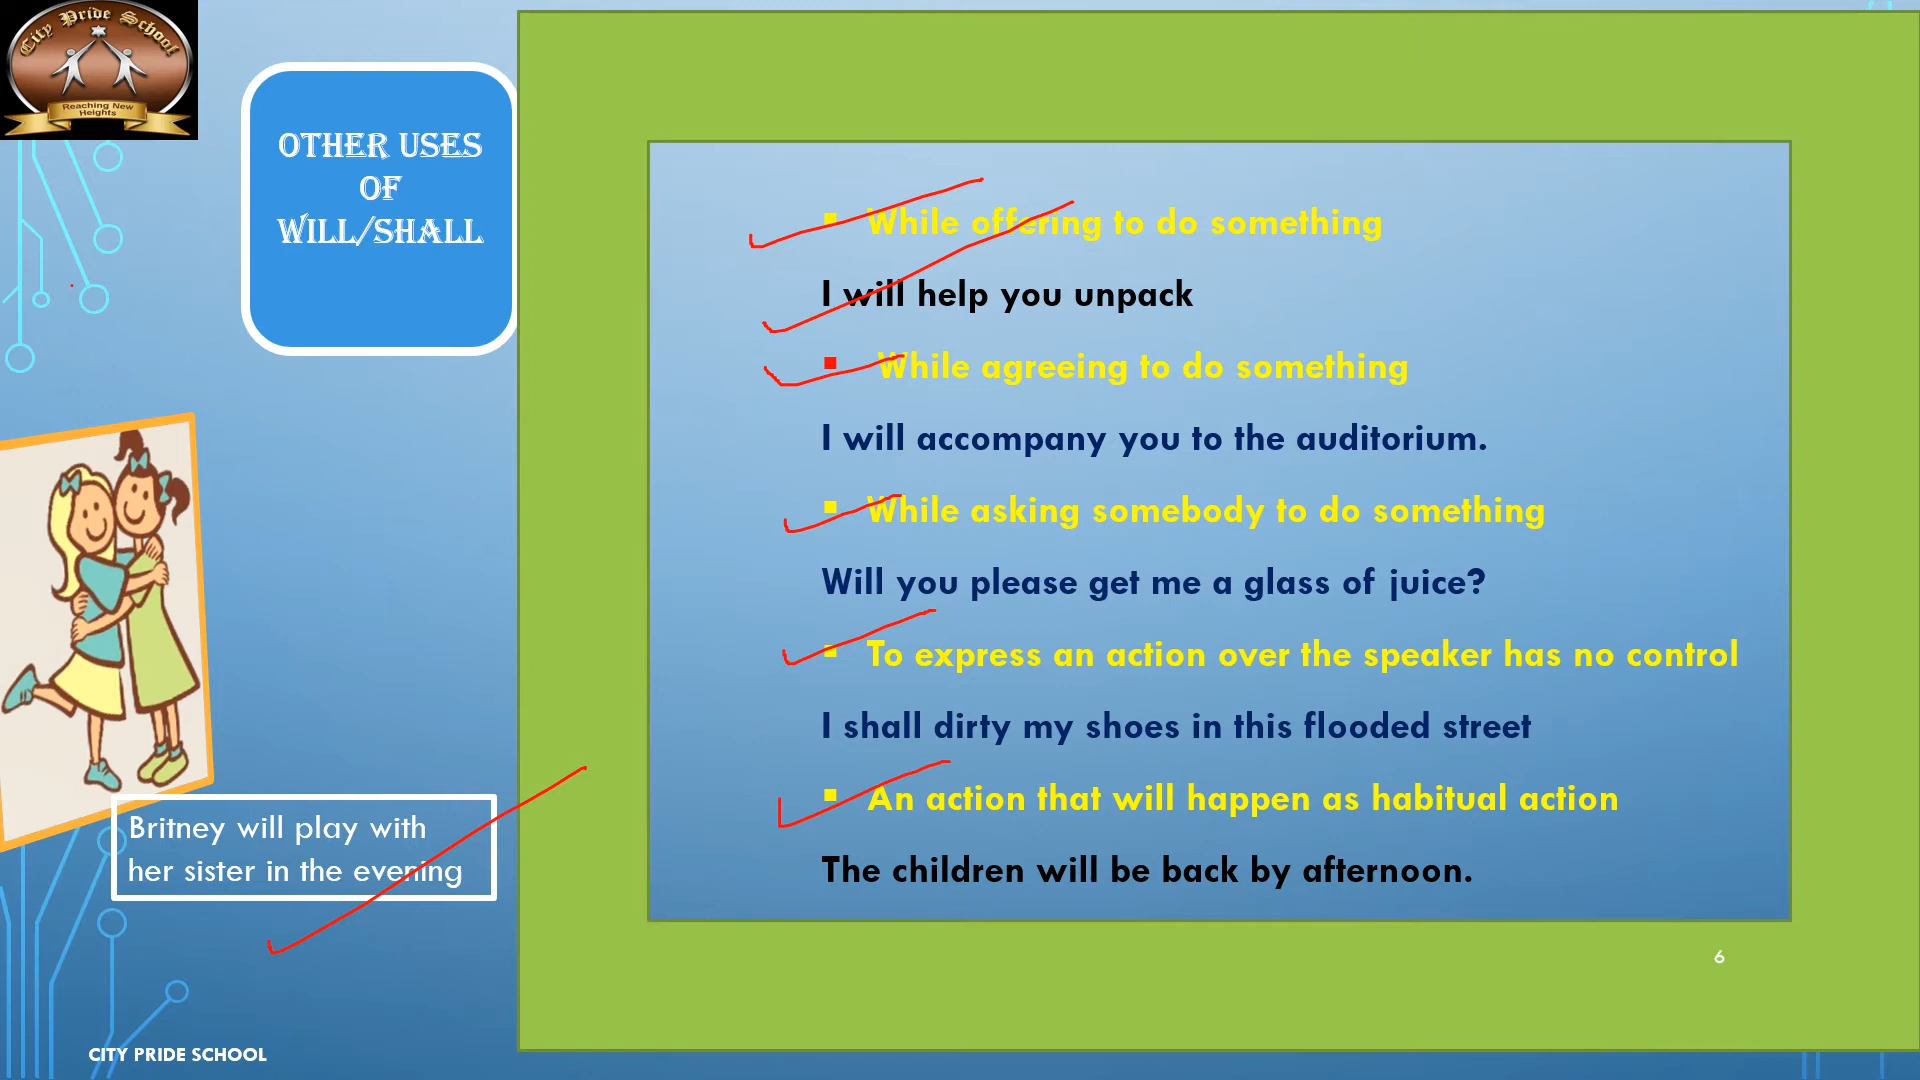 City Pride School
Reaching New
Heights
OTHER USES
OF
WILL/SHALL
While offering to do something
I will help you unpack
While agreeing to do something
I will accompany you to the auditorium.
While asking somebody to do something
Will you please get me a glass of juice?
To express an action over the speaker has no control
I shall dirty my shoes in this flooded street
An action that will happen as habitual action
The children will be back by afternoon.
Britney will play with
her sister in the evening
6
CITY PRIDE SCHOOL